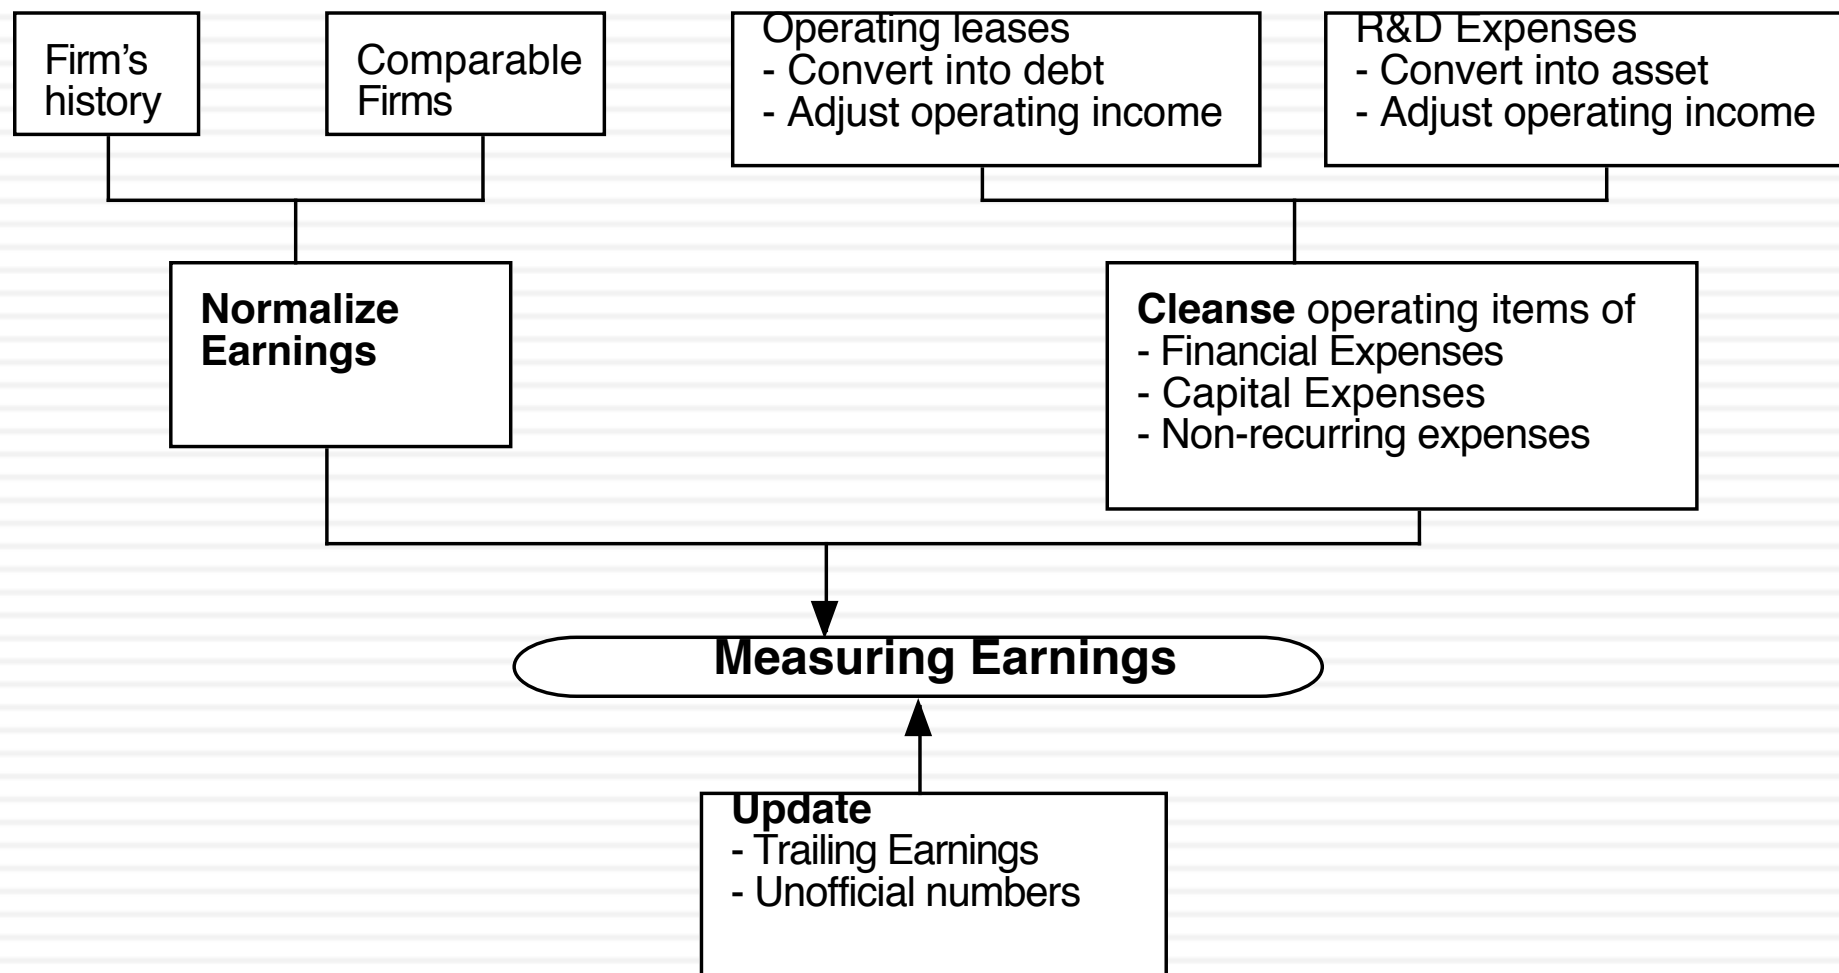 Firm's
history
Comparable
Firms
Operating leases
- Convert into debt
- Adjust operating income
R&D Expenses
- Convert into asset
- Adjust operating income
Normalize
Earnings
Cleanse operating items of
- Financial Expenses
- Capital Expenses
- Non-recurring expenses
Measuring Earnings
Update
- Trailing Earnings
- Unofficial numbers